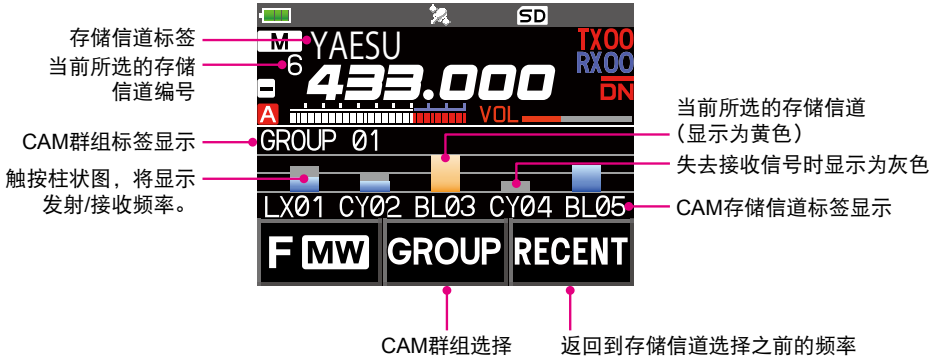 SD
存储信道标签
M
YAESU
TX00
当前所选的存储
信道编号
6
433.000
RX00
DN
A
VOL
当前所选的存储信道
（显示为黄色）
CAM群组标签显示
GROUP 01
失去接收信号时显示为灰色
触按柱状图，将显示
发射/接收频率。
LX01 CY02 BL03 CY04 BL05
CAM存储信道标签显示
F MW GROUP RECENT
CAM群组选择
返回到存储信道选择之前的频率